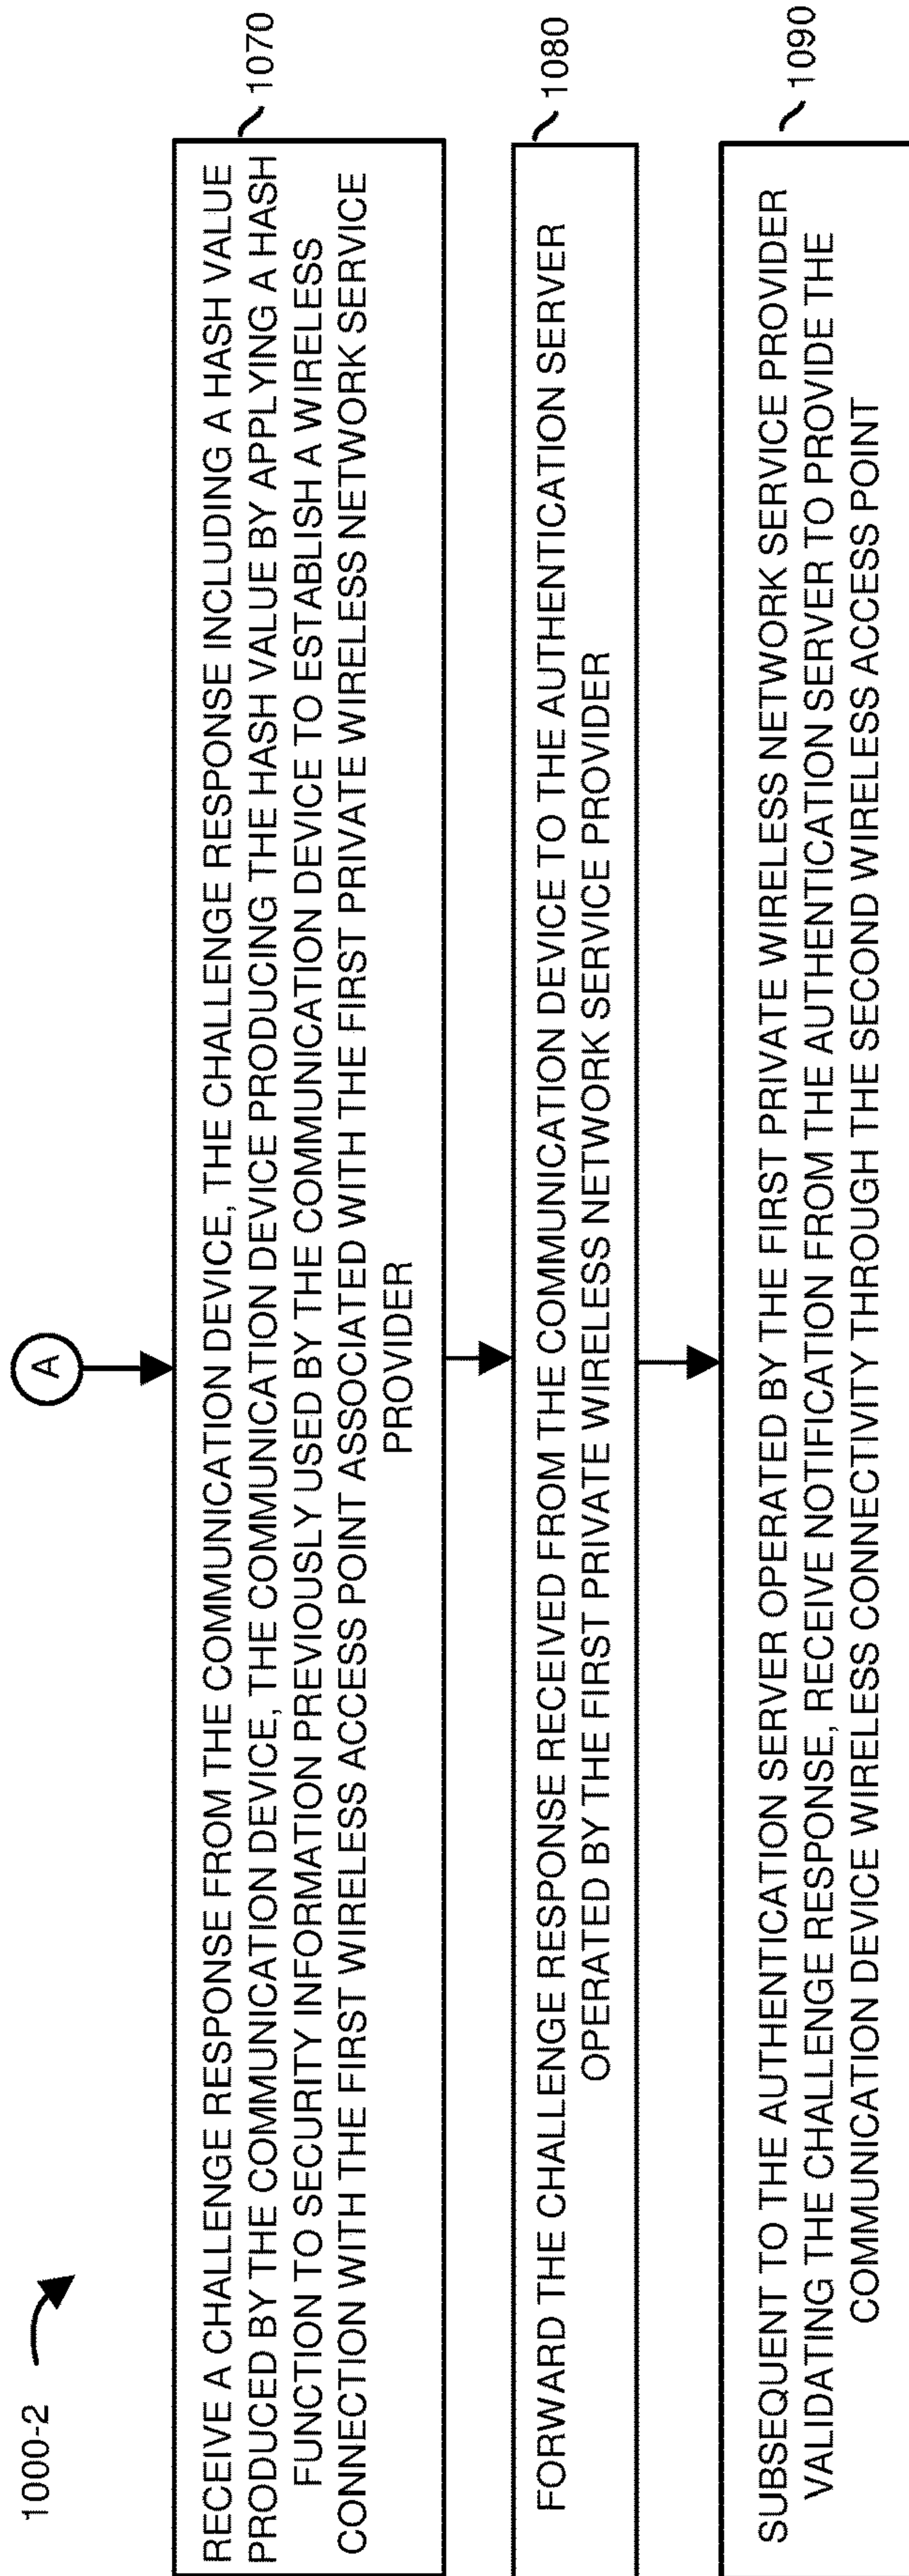 1000-2
A
RECEIVE A CHALLENGE RESPONSE FROM THE COMMUNICATION DEVICE, THE CHALLENGE RESPONSE INCLUDING A HASH VALUE
PRODUCED BY THE COMMUNICATION DEVICE, THE COMMUNICATION DEVICE PRODUCING THE HASH VALUE BY APPLYING A HASH
FUNCTION TO SECURITY INFORMATION PREVIOUSLY USED BY THE COMMUNICATION DEVICE TO ESTABLISH A WIRELESS
CONNECTION WITH THE FIRST WIRELESS ACCESS POINT ASSOCIATED WITH THE FIRST PRIVATE WIRELESS NETWORK SERVICE
PROVIDER
1070
FORWARD THE CHALLENGE RESPONSE RECEIVED FROM THE COMMUNICATION DEVICE TO THE AUTHENTICATION SERVER
OPERATED BY THE FIRST PRIVATE WIRELESS NETWORK SERVICE PROVIDER
1080
SUBSEQUENT TO THE AUTHENTICATION SERVER OPERATED BY THE FIRST PRIVATE WIRELESS NETWORK SERVICE PROVIDER
VALIDATING THE CHALLENGE RESPONSE, RECEIVE NOTIFICATION FROM THE AUTHENTICATION SERVER TO PROVIDE THE
COMMUNICATION DEVICE WIRELESS CONNECTIVITY THROUGH THE SECOND WIRELESS ACCESS POINT
1090